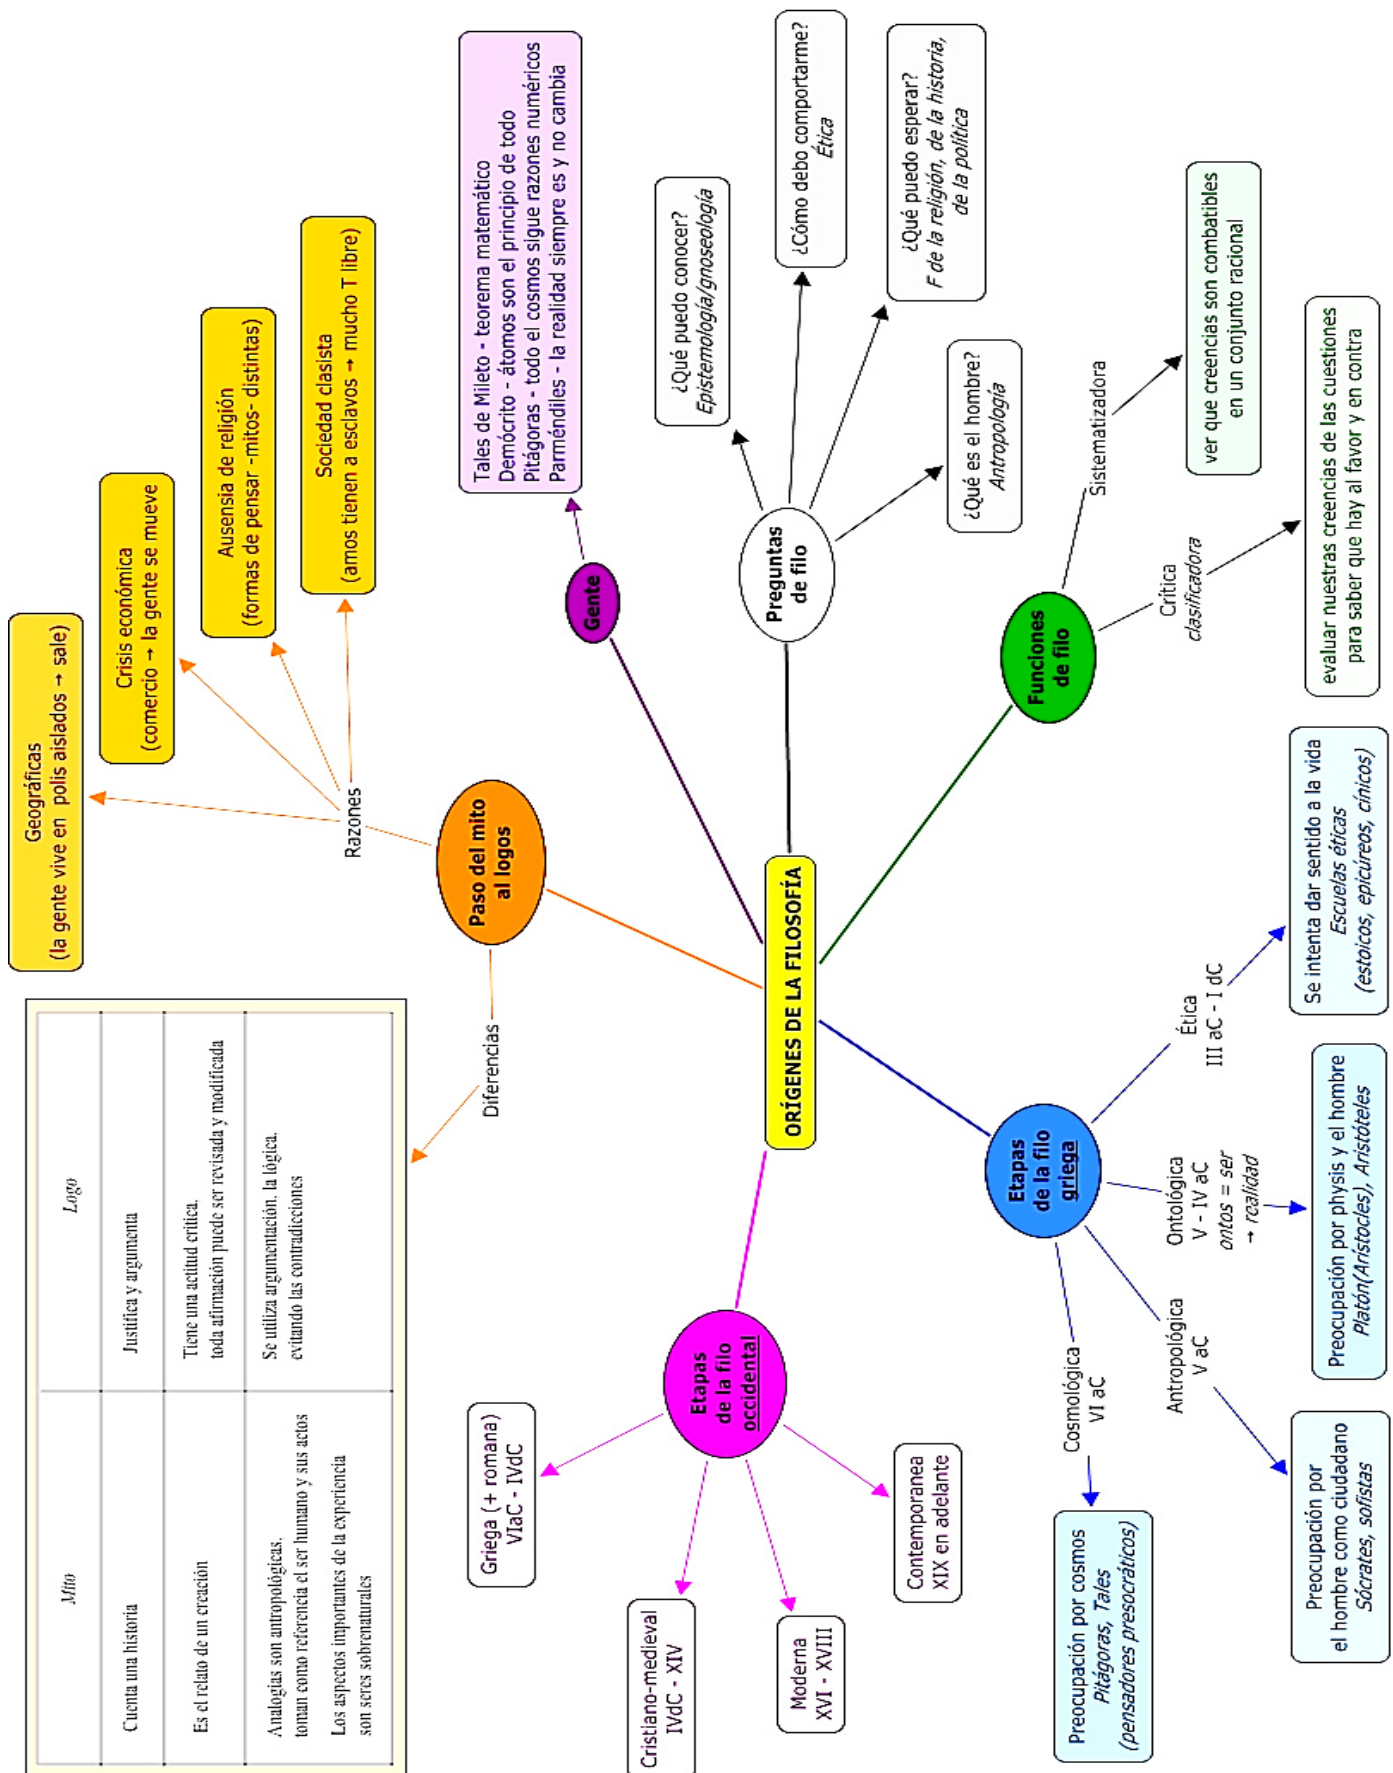 Mito
Logo
Cuenta una historia
Justifica y argumenta
Es el relato de un creación
Tiene una actitud crítica.
toda afirmación puede ser revisada y modificada
Analogías son antropológicas,
toman como referencia el ser humano y sus actos
Los aspectos importantes de la experiencia
son seres sobrenaturales
Se utiliza argumentación, la lógica,
evitando las contradicciones
Diferencias
Paso del mito
al logos
Razones
Geográficas
(la gente vive en polis aislados → sale)
Crisis económica
(comercio → la gente se mueve
Ausensia de religión
(formas de pensar -mitos- distintas)
Sociedad clasista
(amos tienen a esclavos → mucho T libre)
Gente
Tales de Mileto - teorema matemático
Demócrito - átomos son el principio de todo
Pitágoras - todo el cosmos sigue razones numéricos
Parméndiles - la realidad siempre es y no cambia
ORÍGENES DE LA FILOSOFÍA
Preguntas
de filo
¿Qué puedo conocer?
Epistemología/gnoseología
¿Cómo debo comportarme?
Ética
¿Qué puedo esperar?
F de la religión, de la historia,
de la política
¿Qué es el hombre?
Antropología
Funciones
de filo
Sistematizadora
ver que creencias son combatibles
en un conjunto racional
Crítica
clasificadora
evaluar nuestras creencias de las cuestiones
para saber que hay al favor y en contra
Etapas
de la filo
occidental
Griega (+ romana)
VIaC - IVdC
Cristiano-medieval
IVdC - XIV
Moderna
XVI - XVIII
Contemporanea
XIX en adelante
Etapas
de la filo
griega
Cosmológica
VI aC
Preocupación por cosmos
Pitágoras, Tales
(pensadores presocráticos)
Antropológica
V aC
Preocupación por
el hombre como ciudadano
Sócrates, sofistas
Ontológica
V - IV aC
ontos = ser
→ realidad
Preocupación por physis y el hombre
Platón(Arístocles), Aristóteles
Ética
III aC - I dC
Se intenta dar sentido a la vida
Escuelas éticas
(estoicos, epicúreos, cínicos)